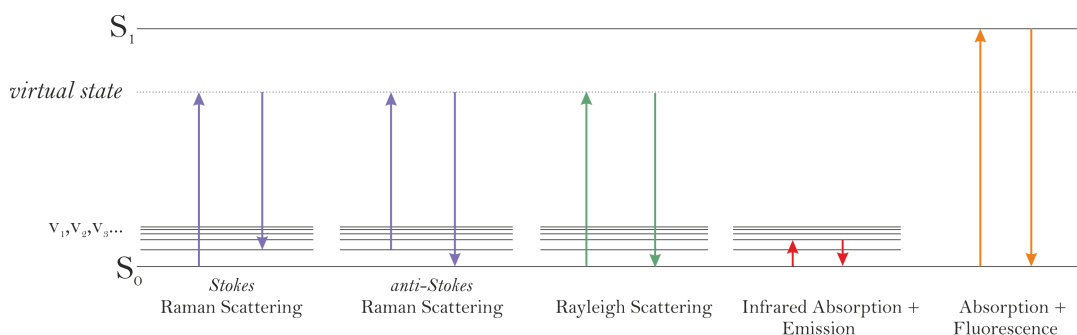 S₁
virtual state
v₁,v₂,v₃...
S₀
Stokes
Raman Scattering
anti-Stokes
Raman Scattering
Rayleigh Scattering
Infrared Absorption +
Emission
Absorption +
Fluorescence